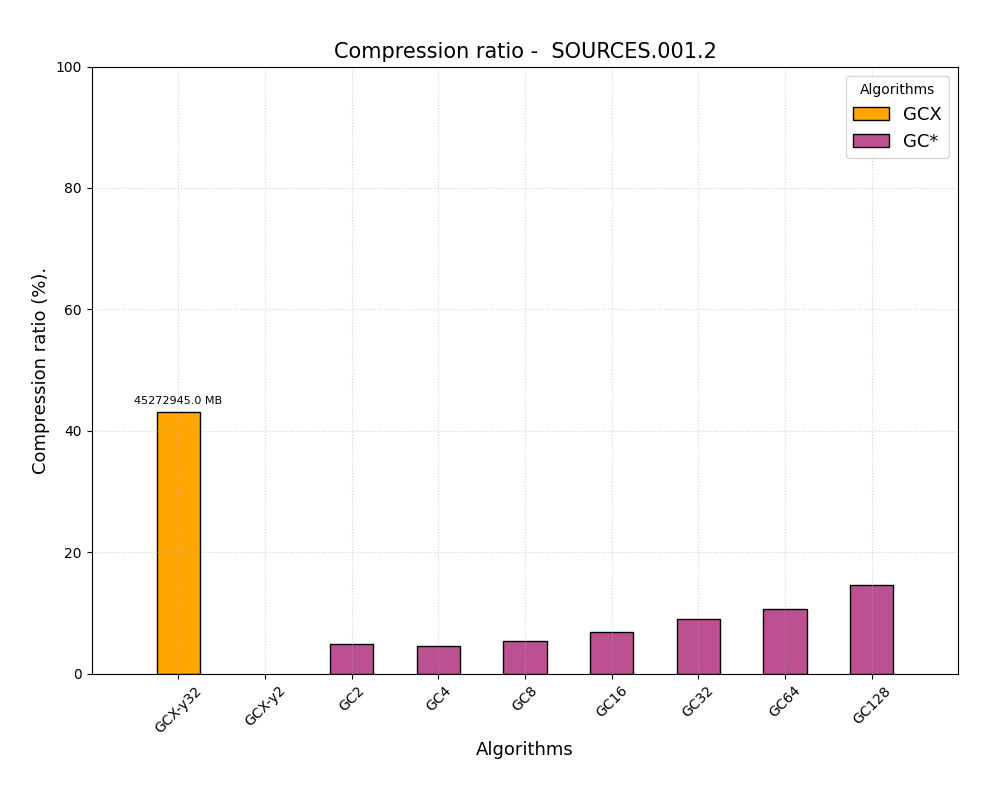 Compression ratio -  SOURCES.001.2
Algorithms
GCX
GC*
Compression ratio (%).
100
80
60
40
20
0
45272945.0 MB
GCX-y32
GCX-y2
GC2
GC4
GC8
GC16
GC32
GC64
GC128
Algorithms